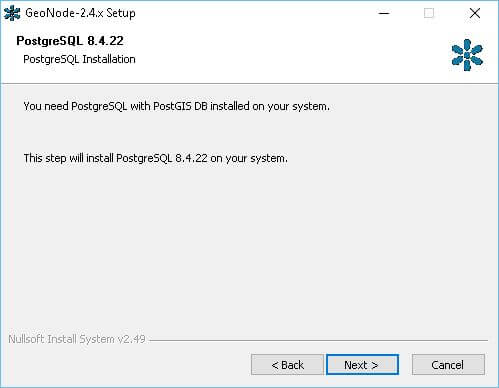 GeoNode-2.4.x Setup
PostgreSQL 8.4.22
PostgreSQL Installation
You need PostgreSQL with PostGIS DB installed on your system.
This step will install PostgreSQL 8.4.22 on your system.
Nullsoft Install System v2.49
< Back
Next >
Cancel